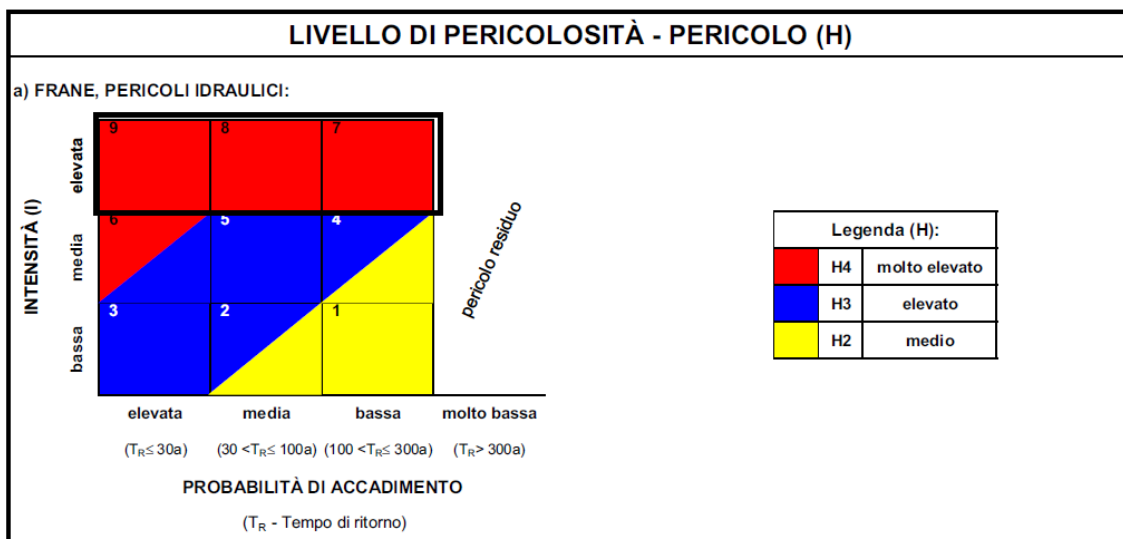 LIVELLO DI PERICOLOSITÀ - PERICOLO (H)
a) FRANE, PERICOLI IDRAULICI:
INTENSITÀ (I)
elevata
media
bassa
9 8 7
6 5 4
3 2 1
pericolo residuo
elevata media bassa molto bassa
(TR≤ 30a) (30 <TR≤ 100a) (100 <TR≤ 300a) (TR> 300a)
PROBABILITÀ DI ACCADIMENTO
(TR - Tempo di ritorno)
Legenda (H):
H4 molto elevato
H3 elevato
H2 medio